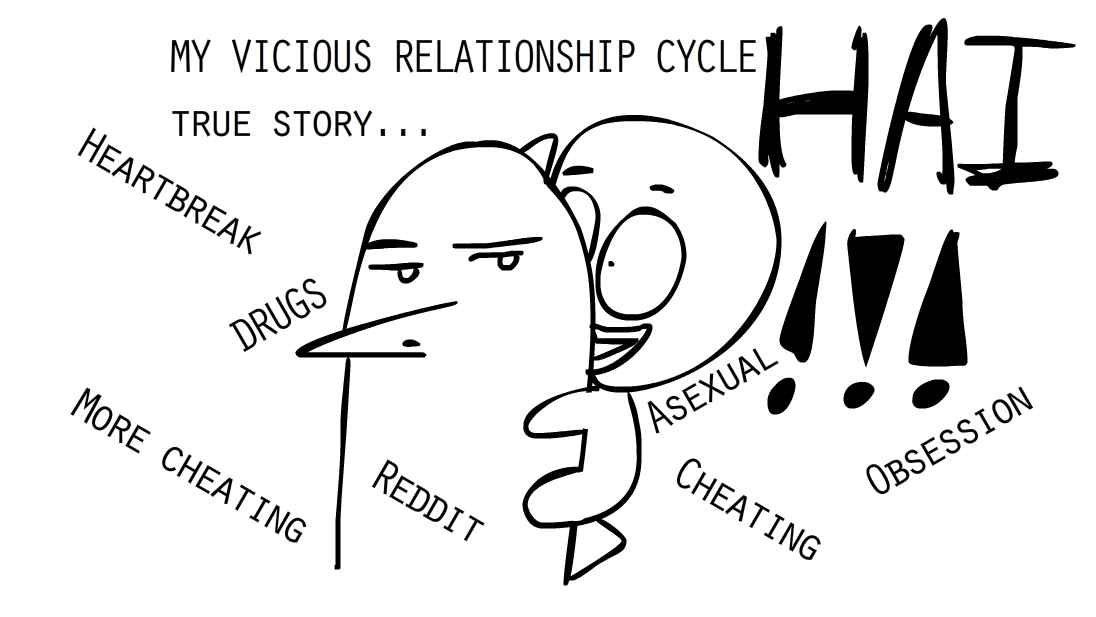 MY VICIOUS RELATIONSHIP CYCLE
HAI
TRUE STORY...
HEARTBREAK
!!!
DRUGS
ASEXUAL
MORE CHEATING
REDDIT
CHEATING
OBSESSION